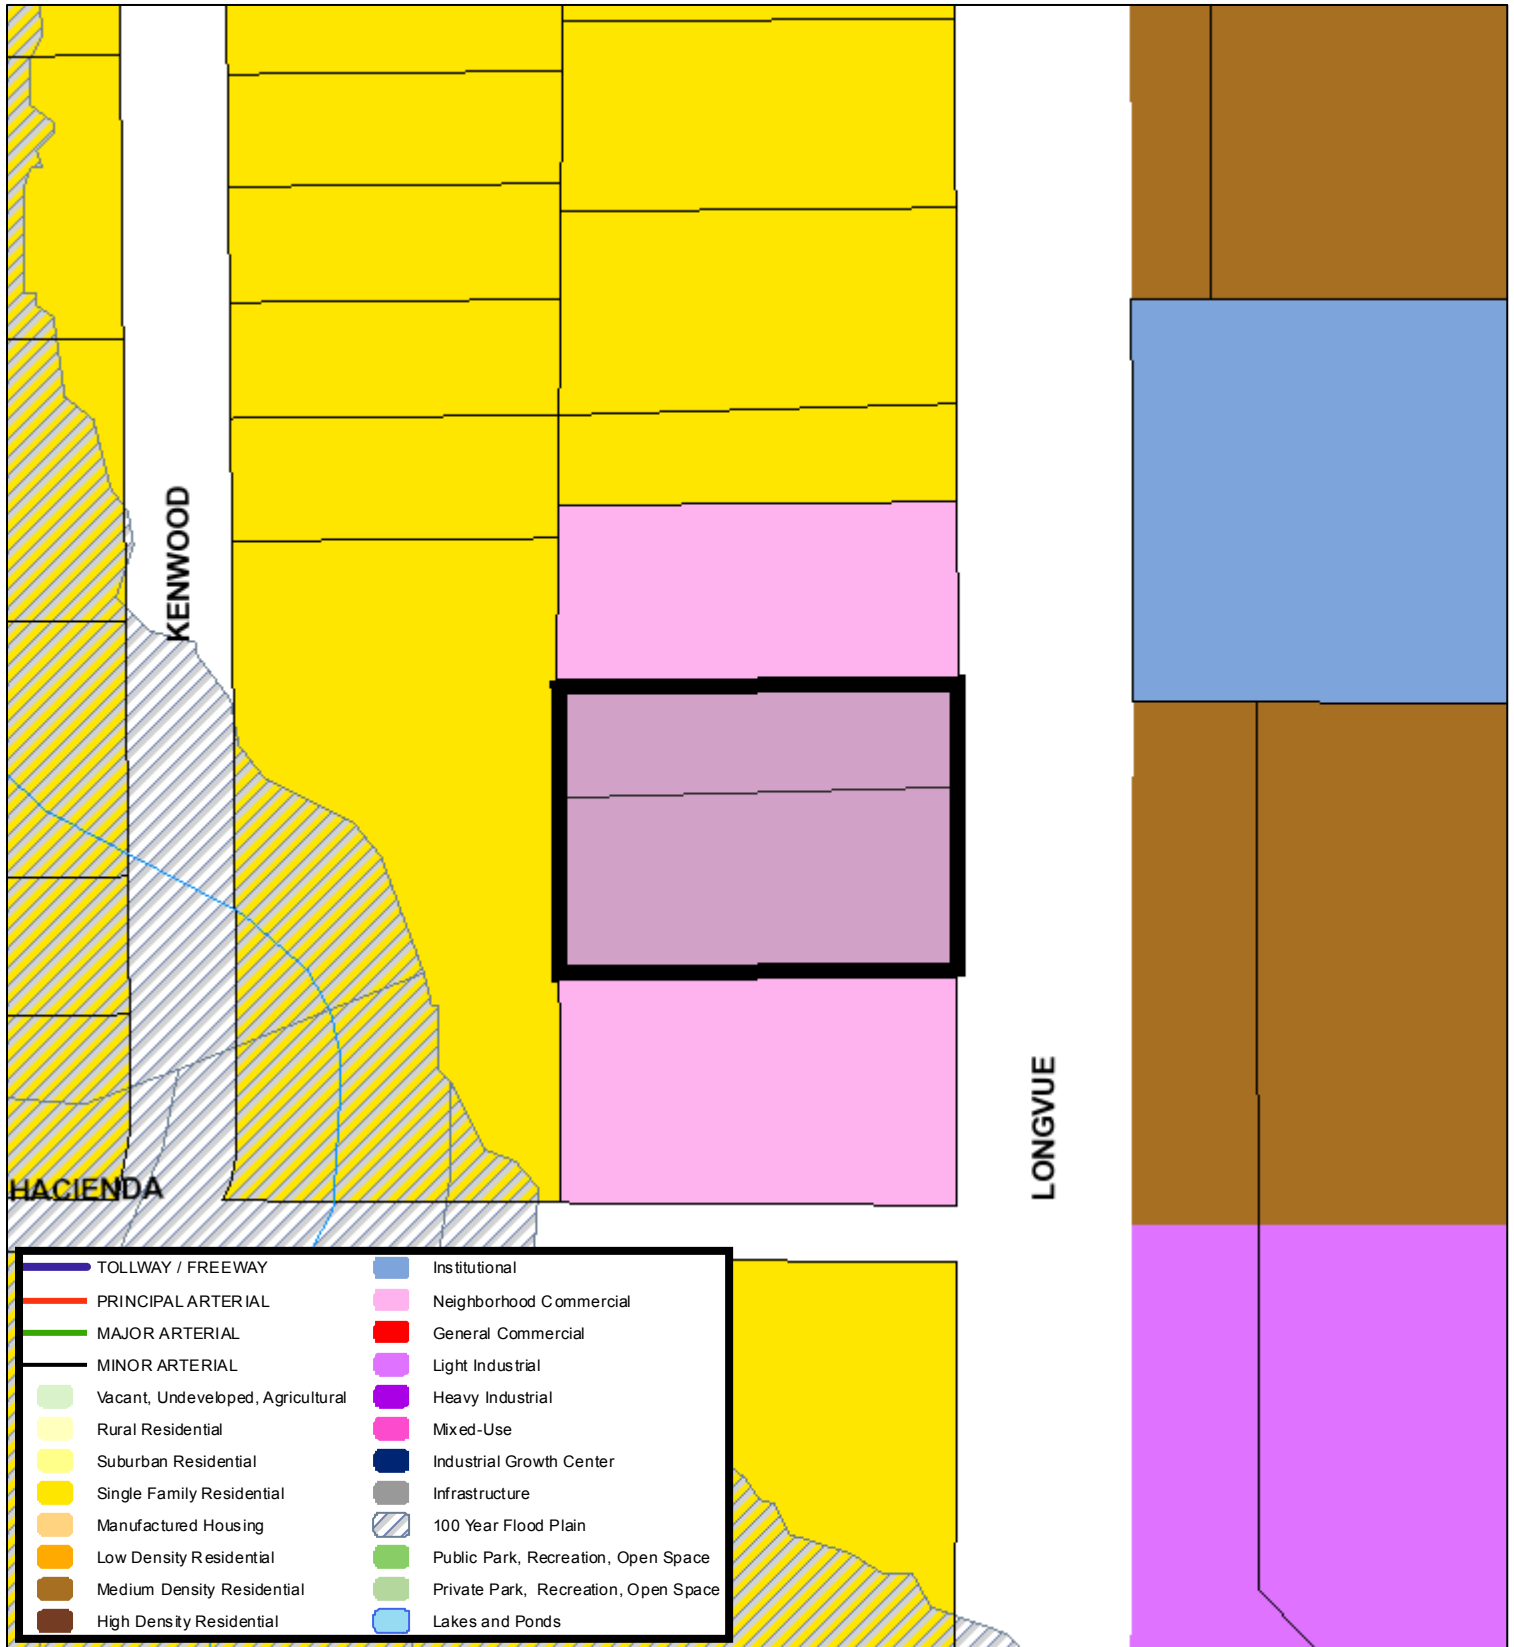 KENWOOD
LONGVUE
HACIENDA
TOLLWAY / FREEWAY
PRINCIPAL ARTERIAL
MAJOR ARTERIAL
MINOR ARTERIAL
Vacant, Undeveloped, Agricultural
Rural Residential
Suburban Residential
Single Family Residential
Manufactured Housing
Low Density Residential
Medium Density Residential
High Density Residential
Institutional
Neighborhood Commercial
General Commercial
Light Industrial
Heavy Industrial
Mixed-Use
Industrial Growth Center
Infrastructure
100 Year Flood Plain
Public Park, Recreation, Open Space
Private Park, Recreation, Open Space
Lakes and Ponds